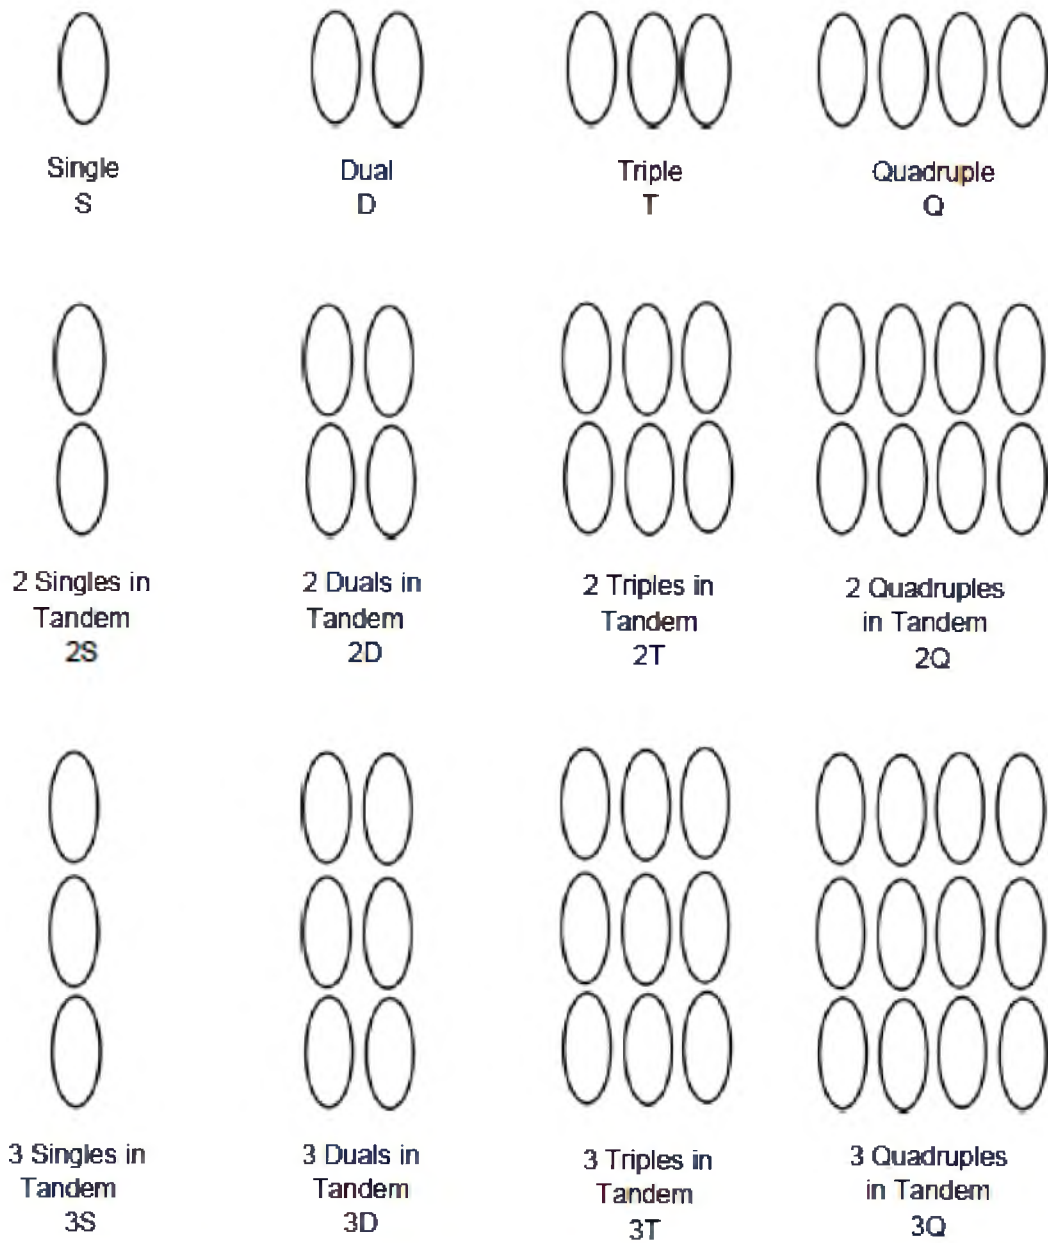 Single
S
Dual
D
Triple
T
Quadruple
Q
2 Singles in
Tandem
2S
2 Duals in
Tandem
2D
2 Triples in
Tandem
2T
2 Quadruples
in Tandem
2Q
3 Singles in
Tandem
3S
3 Duals in
Tandem
3D
3 Triples in
Tandem
3T
3 Quadruples
in Tandem
3Q